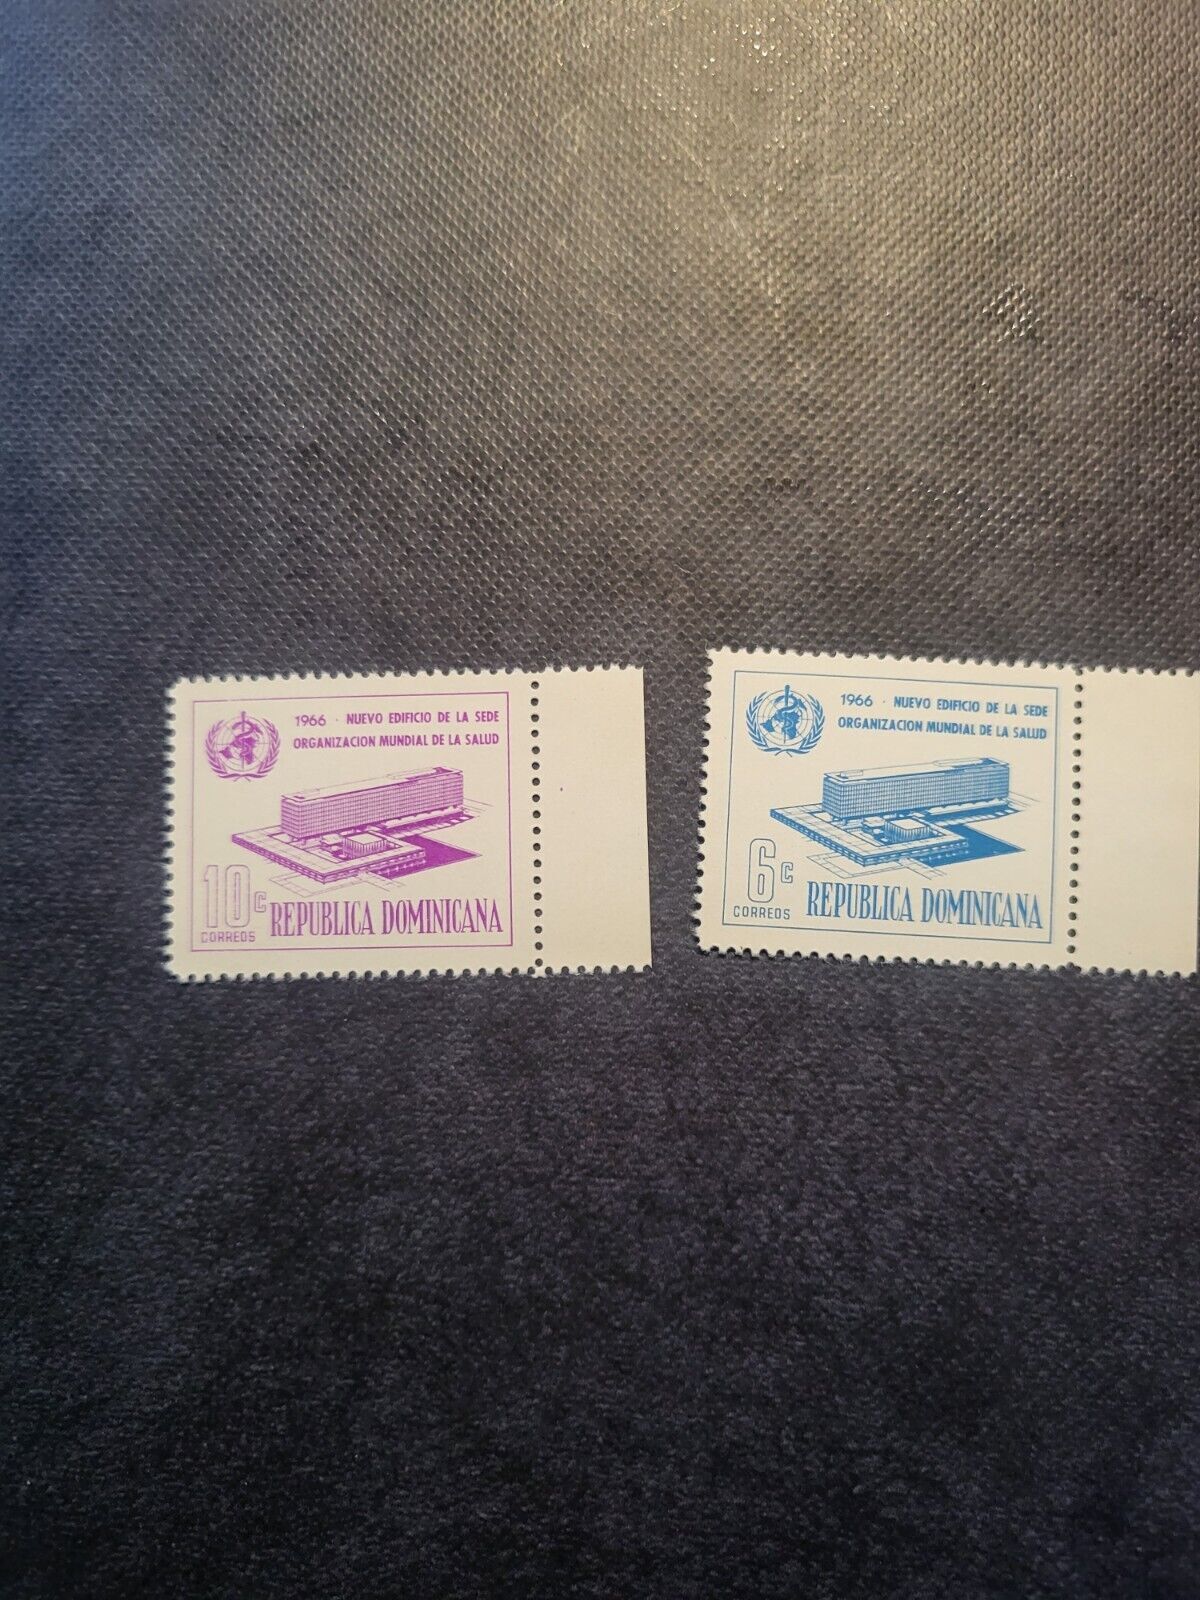 1966 · NUEVO EDIFICIO DE LA SEDE
ORGANIZACION MUNDIAL DE LA SALUD
10c
CORREOS
REPUBLICA DOMINICANA
1966 · NUEVO EDIFICIO DE LA SEDE
ORGANIZACION MUNDIAL DE LA SALUD
6c
CORREOS
REPUBLICA DOMINICANA